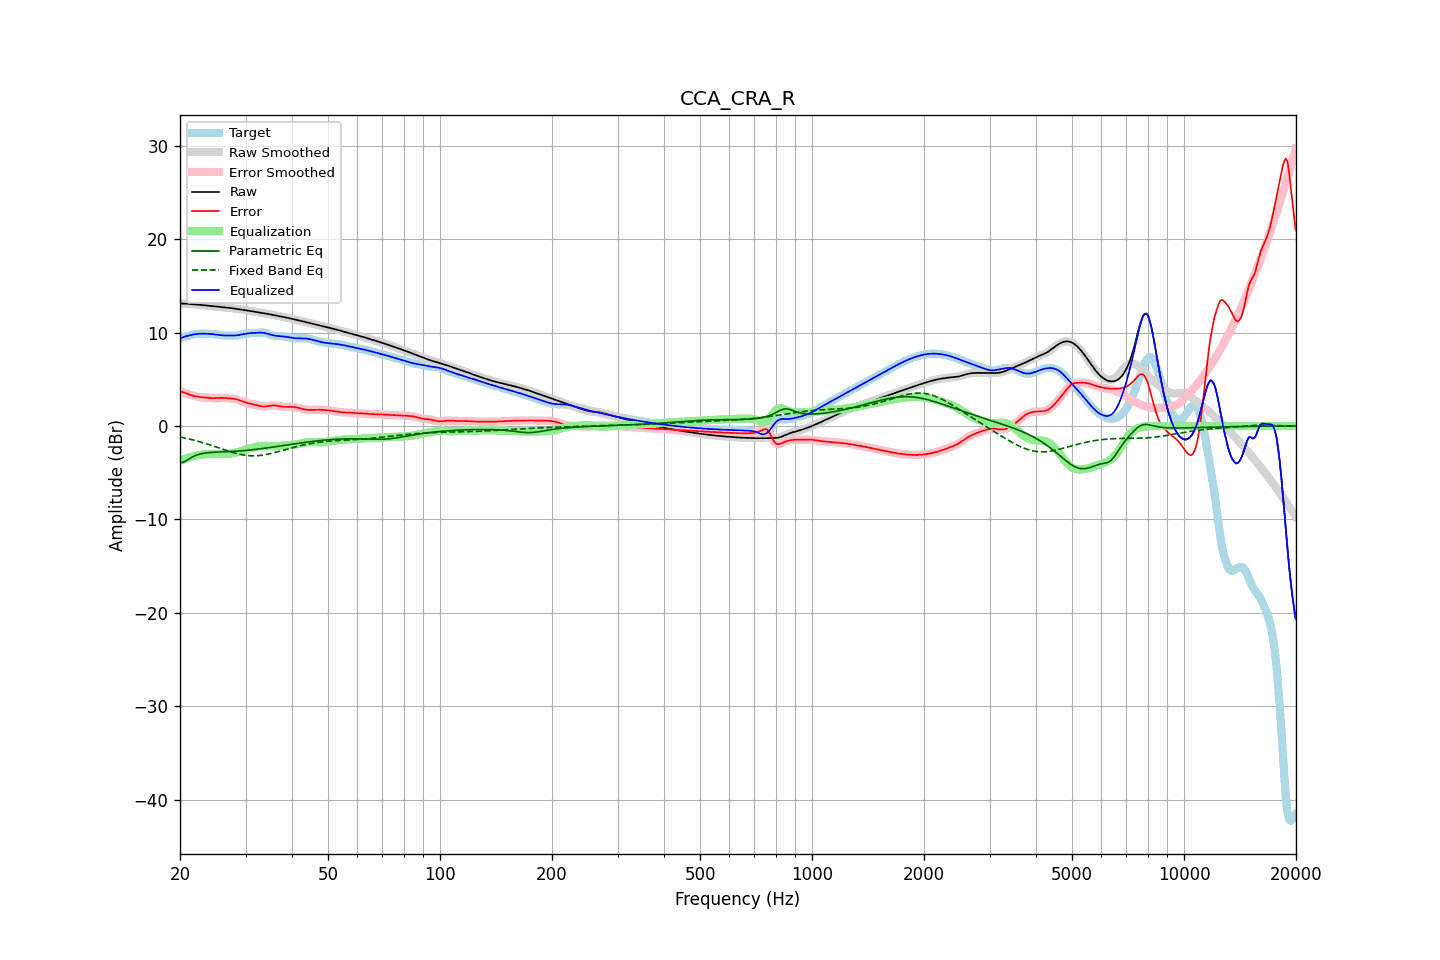 CCA_CRA_R
Target
Raw Smoothed
Error Smoothed
Raw
Error
Equalization
Parametric Eq
Fixed Band Eq
Equalized
30
20
10
0
−10
−20
−30
−40
Amplitude (dBr)
20 50 100 200 500 1000 2000 5000 10000 20000
Frequency (Hz)